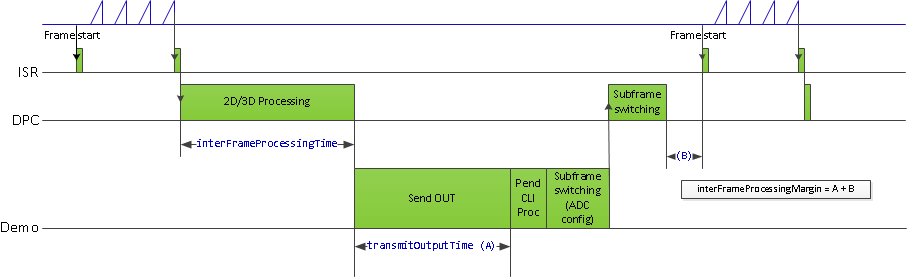 Frame start
Frame start
ISR
2D/3D Processing
Subframe
switching
DPC
interFrameProcessingTime
(B)
interFrameProcessingMargin = A + B
Send OUT
Pend
CLI
Proc
Subframe
switching
(ADC
config)
Demo
transmitOutputTime (A)